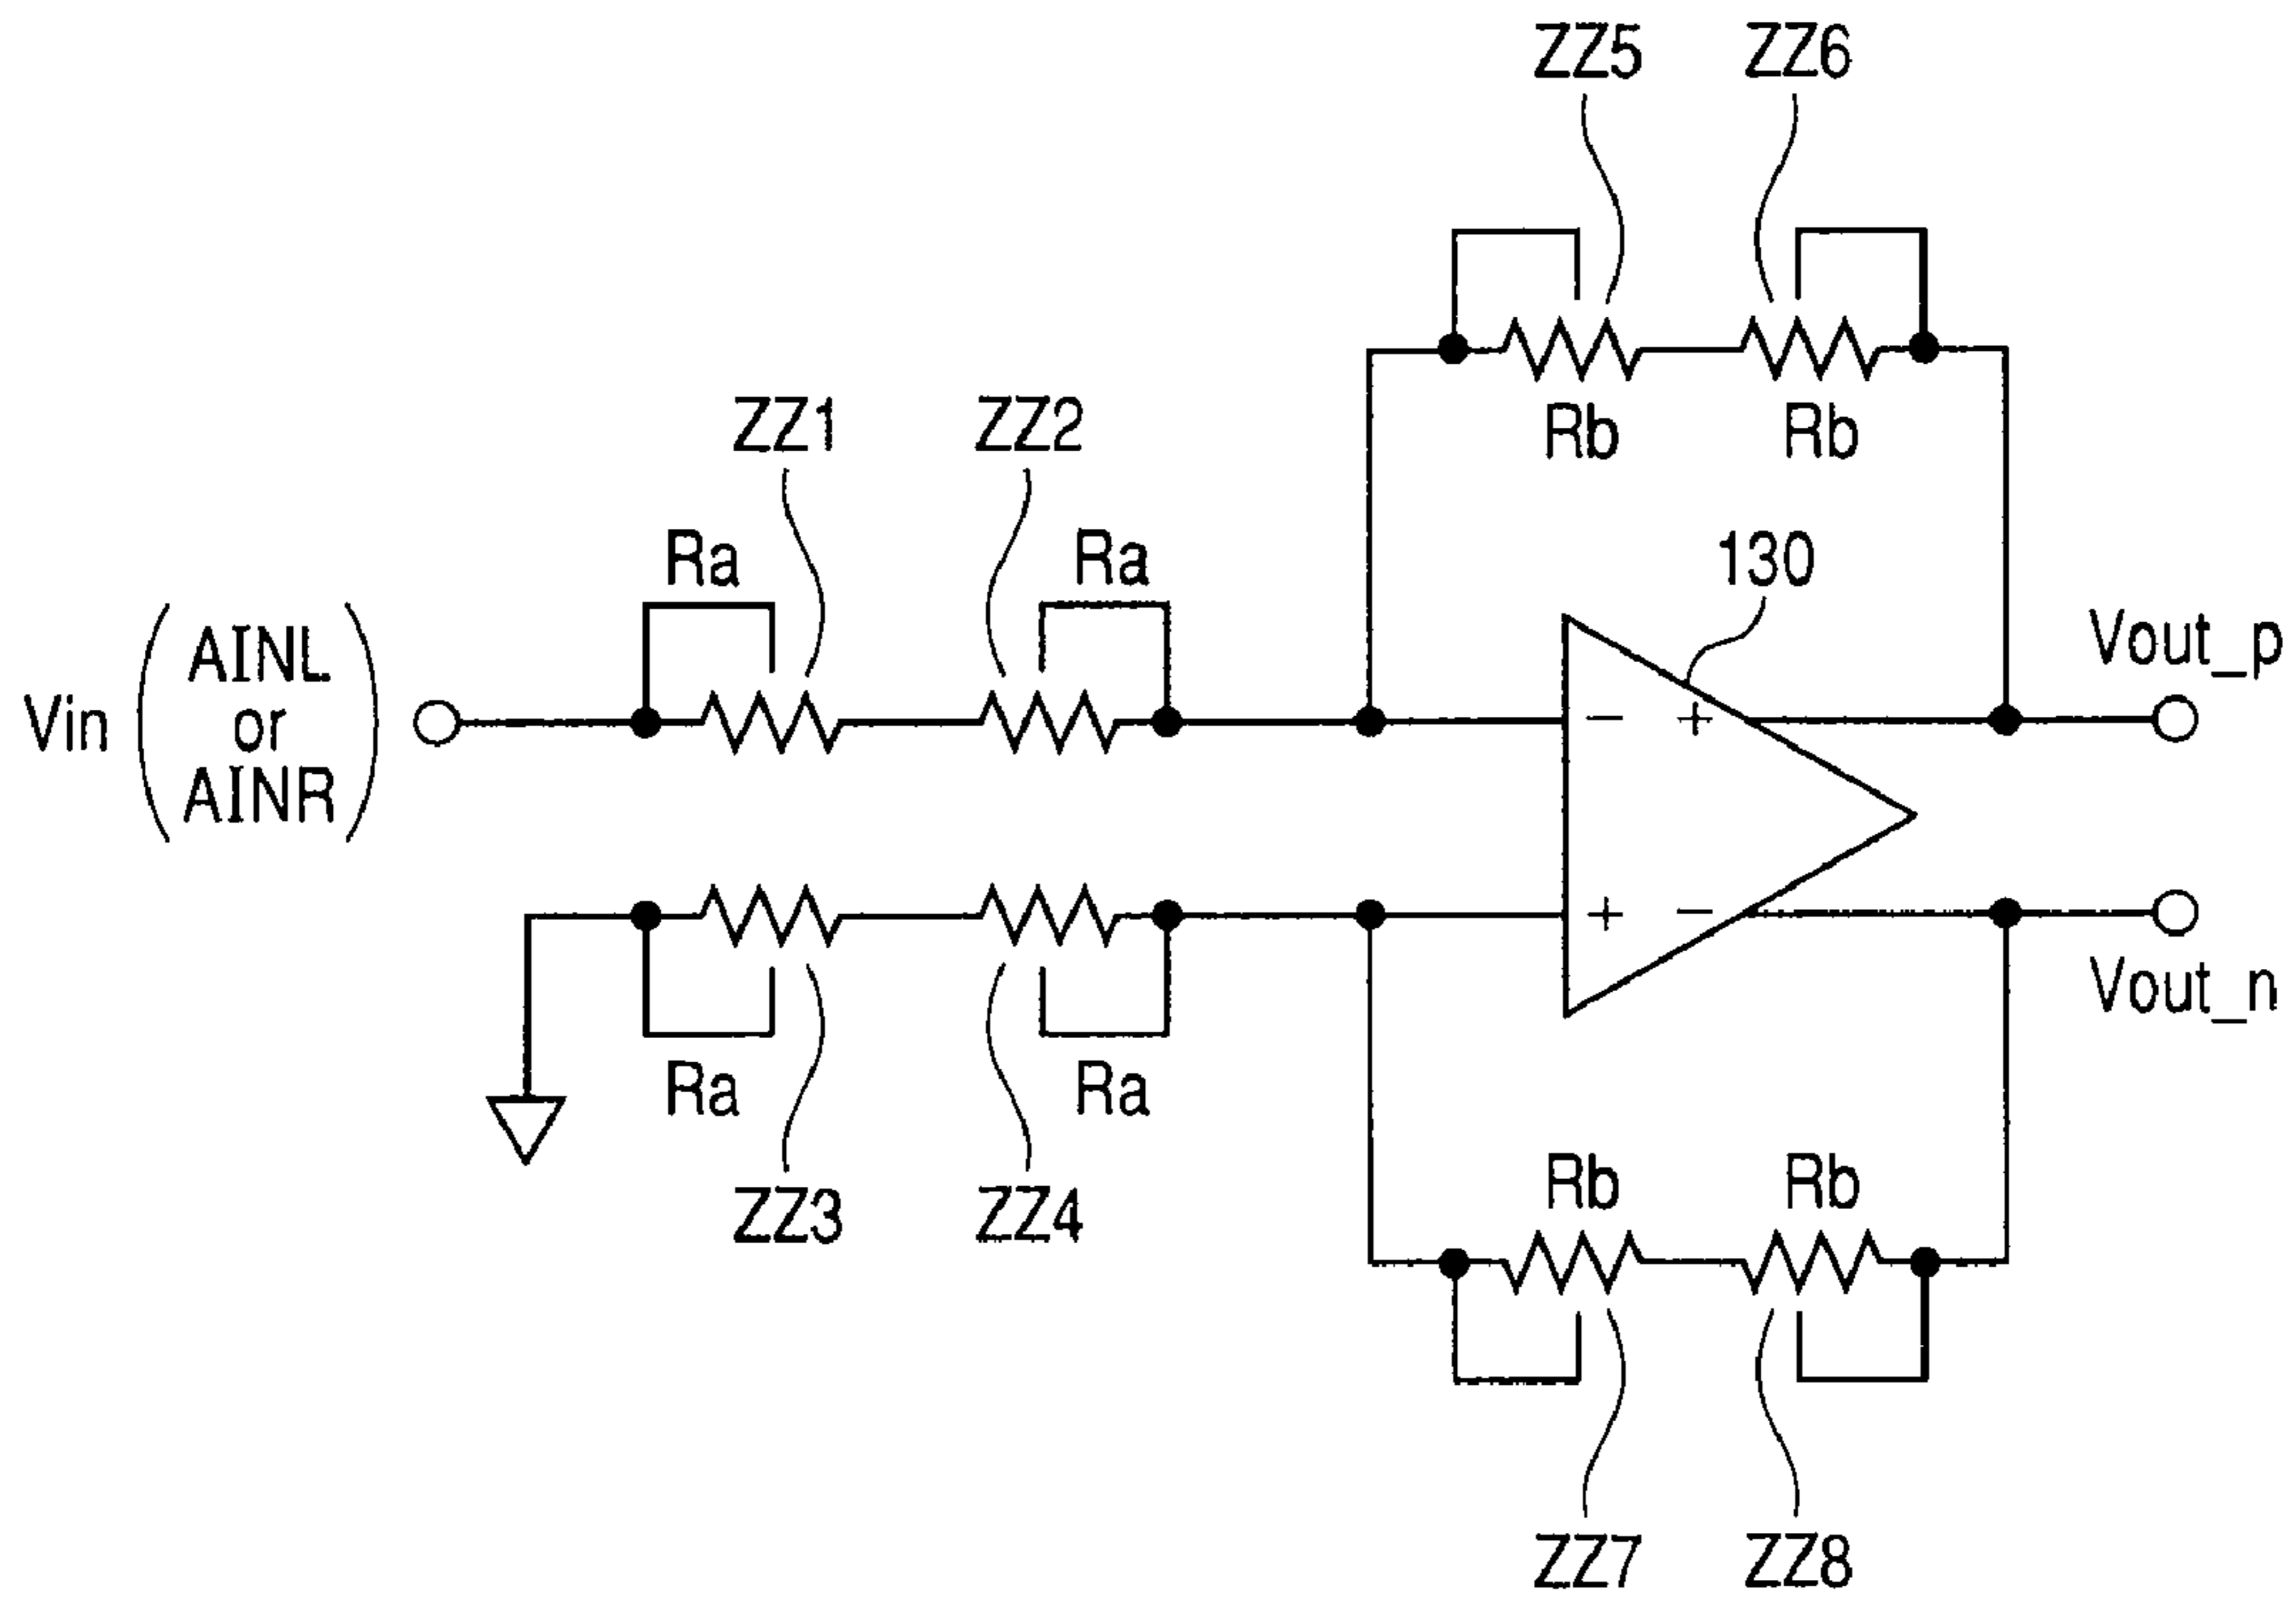 ZZ5 ZZ6
Rb Rb
ZZ1 ZZ2
Ra Ra
130
Vin ( AINL
or
AINR )
- +
+ -
Vout_p
Vout_n
Ra Ra
ZZ3 ZZ4
Rb Rb
ZZ7 ZZ8